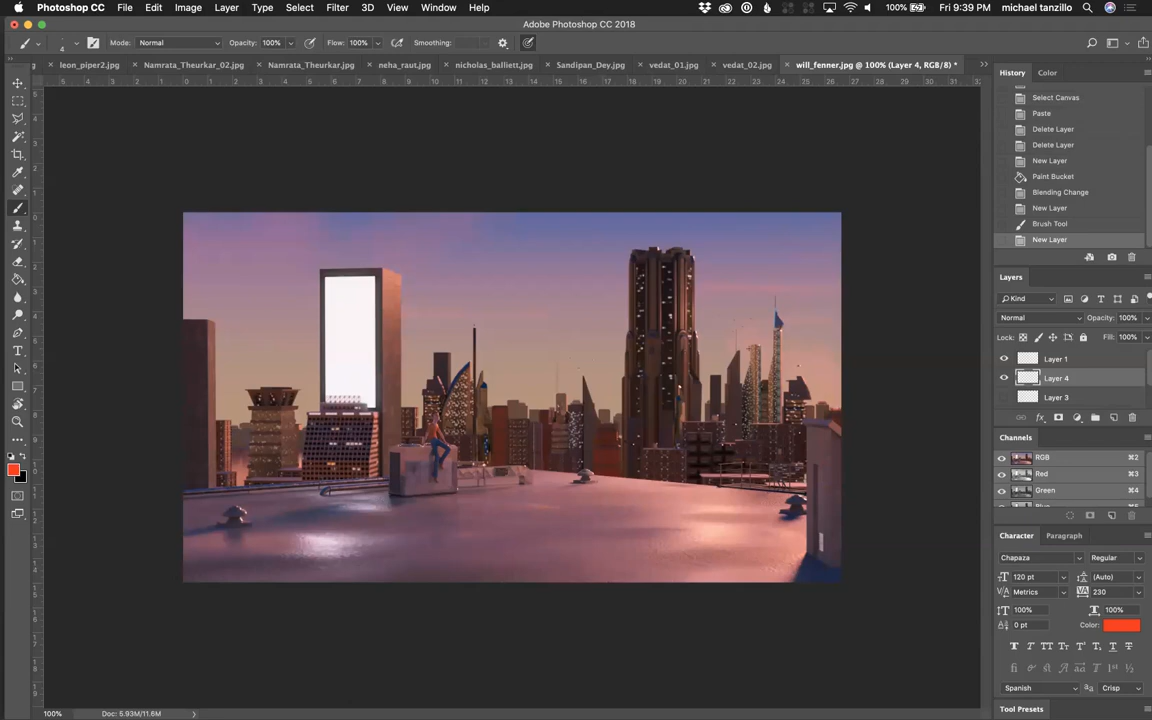 Photoshop CC File Edit Image Layer Type Select Filter 3D View Window Help 100% Fri 9:39 PM michael tanzillo
Adobe Photoshop CC 2018
4 Mode: Normal Opacity: 100% Flow: 100% Smoothing:
g leon_piper2.jpg Namrata_Theurkar_02.jpg Namrata_Theurkar.jpg neha_raut.jpg nicholas_balliett.jpg Sandipan_Dey.jpg vedat_01.jpg vedat_02.jpg will_fenner.jpg @ 100% (Layer 4, RGB/8) *
History Color
Select Canvas
Paste
Delete Layer
Delete Layer
New Layer
Paint Bucket
Blending Change
New Layer
Brush Tool
New Layer
Layers
Kind
Normal Opacity: 100%
Lock: Fill: 100%
Layer 1
Layer 4
Layer 3
Channels
RGB ⌘2
Red ⌘3
Green ⌘4
Character Paragraph
Chapaza Regular
120 pt (Auto)
Metrics 230
100% 100%
0 pt Color:
Spanish Crisp
Tool Presets
100% Doc: 5.93M/11.6M